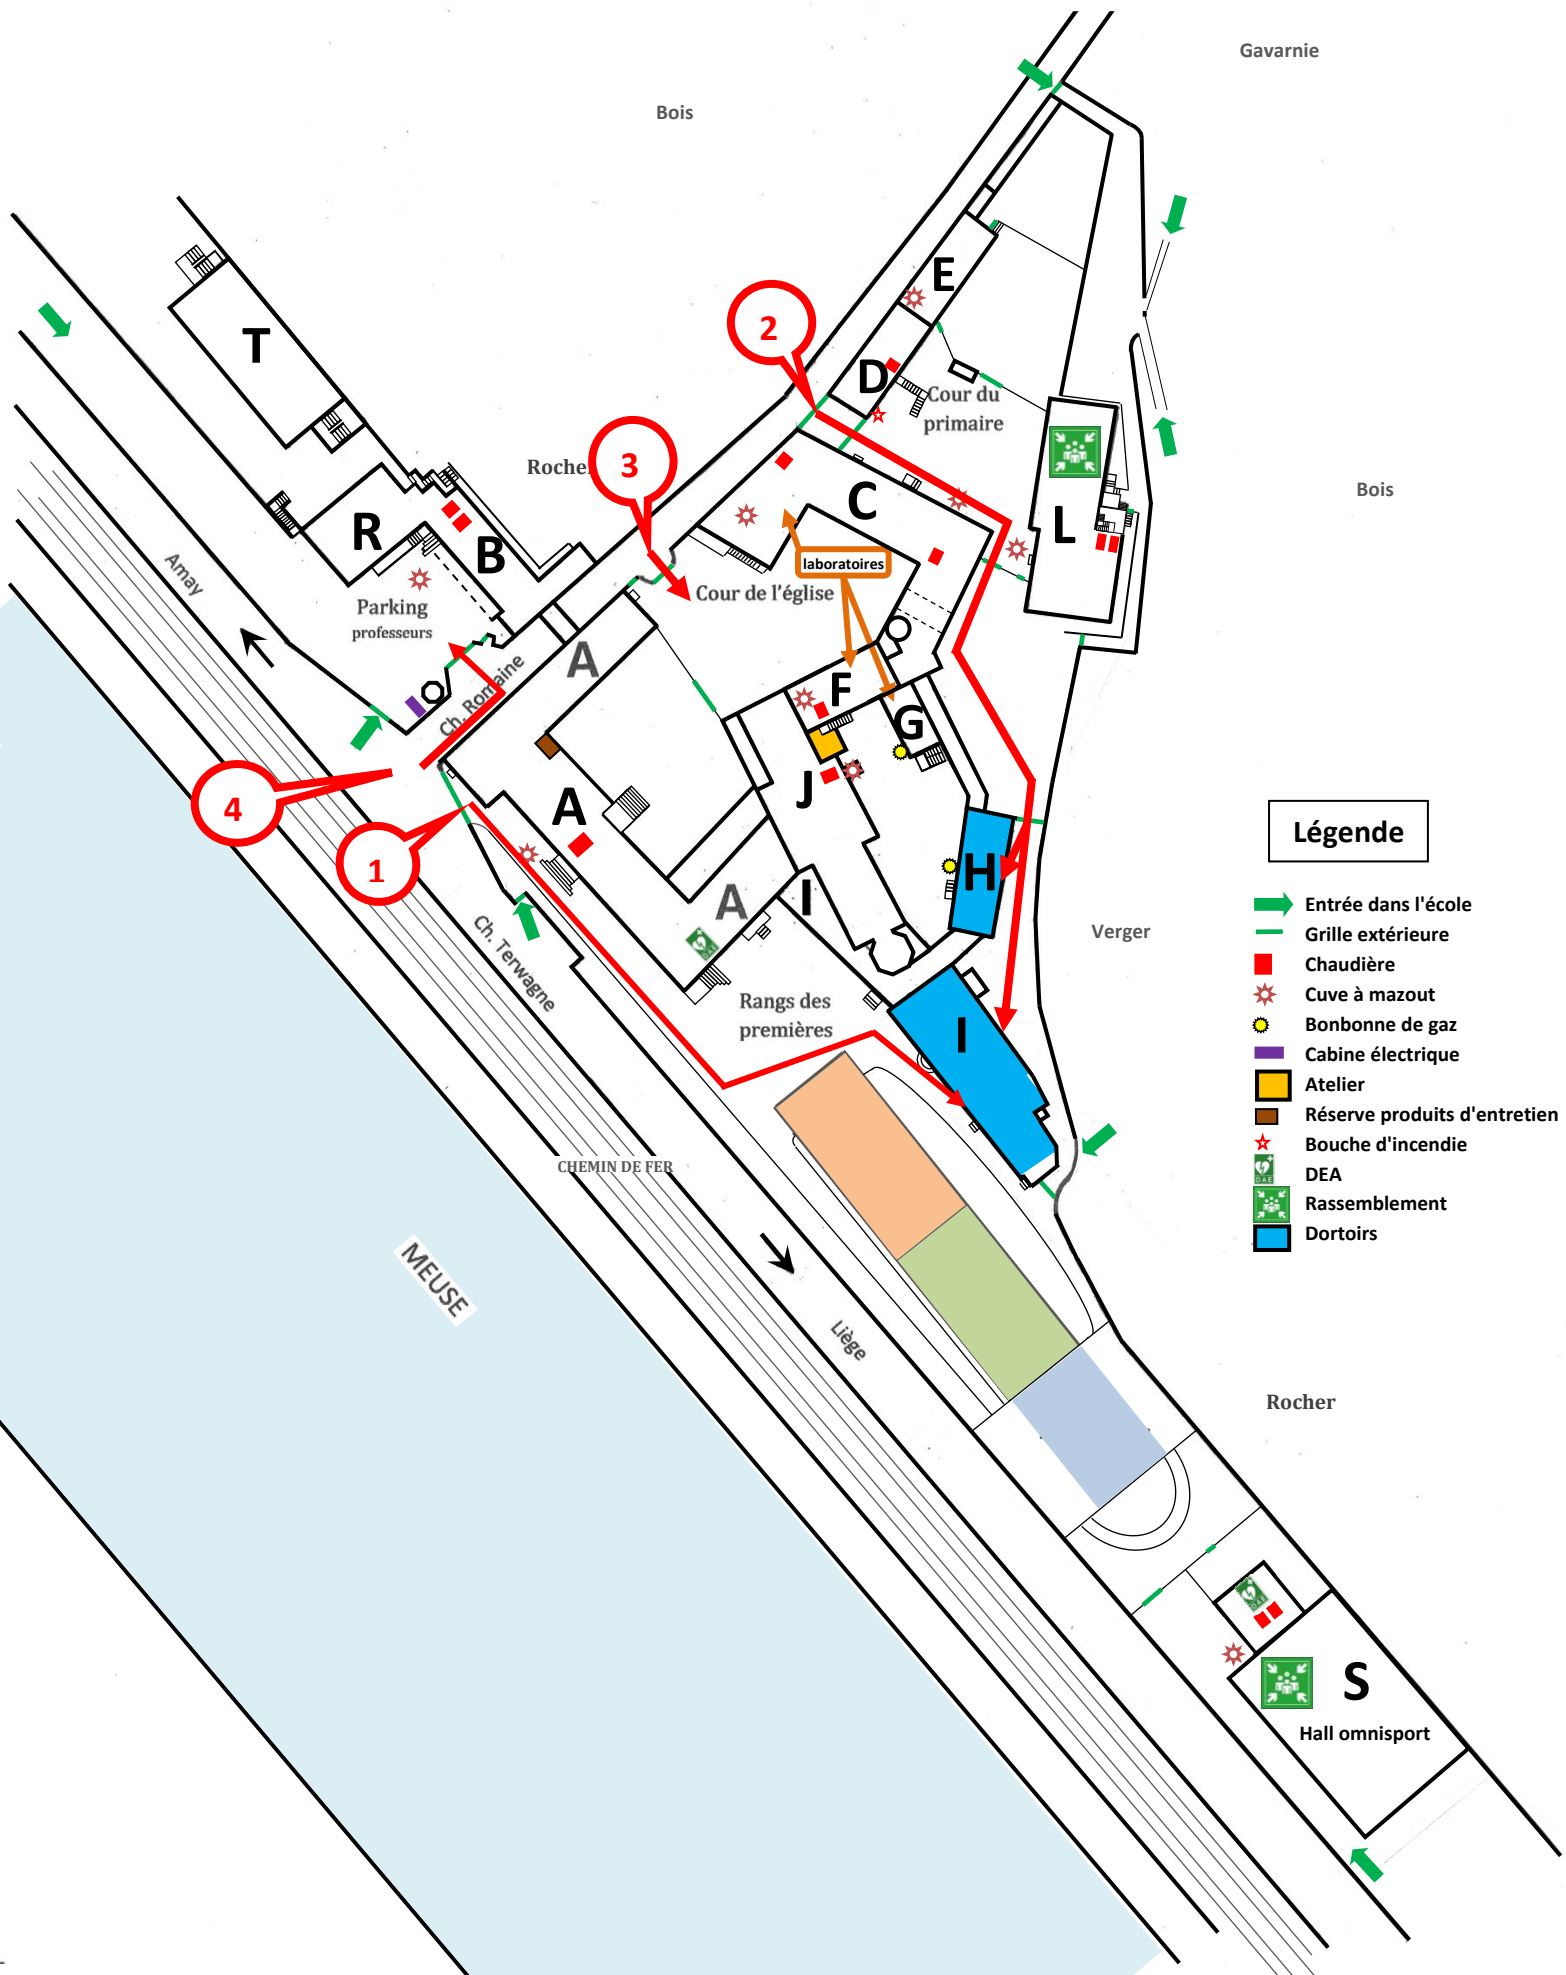 Gavarnie
Bois
E
T
2
D
Cour du
primaire
3
Rocher
C
Bois
L
R
B
laboratoires
Amay
Cour de l'église
Parking
professeurs
A
Ch. Romaine
F
G
4
J
A
1
Légende
H
I
A
Entrée dans l'école
Ch. Terwagne
Verger
Grille extérieure
Chaudière
Rangs des
premières
Cuve à mazout
I
Bonbonne de gaz
Cabine électrique
Atelier
Réserve produits d'entretien
Bouche d'incendie
CHEMIN DE FER
DAE
DEA
Rassemblement
Dortoirs
MEUSE
Liège
Rocher
DAE
S
Hall omnisport